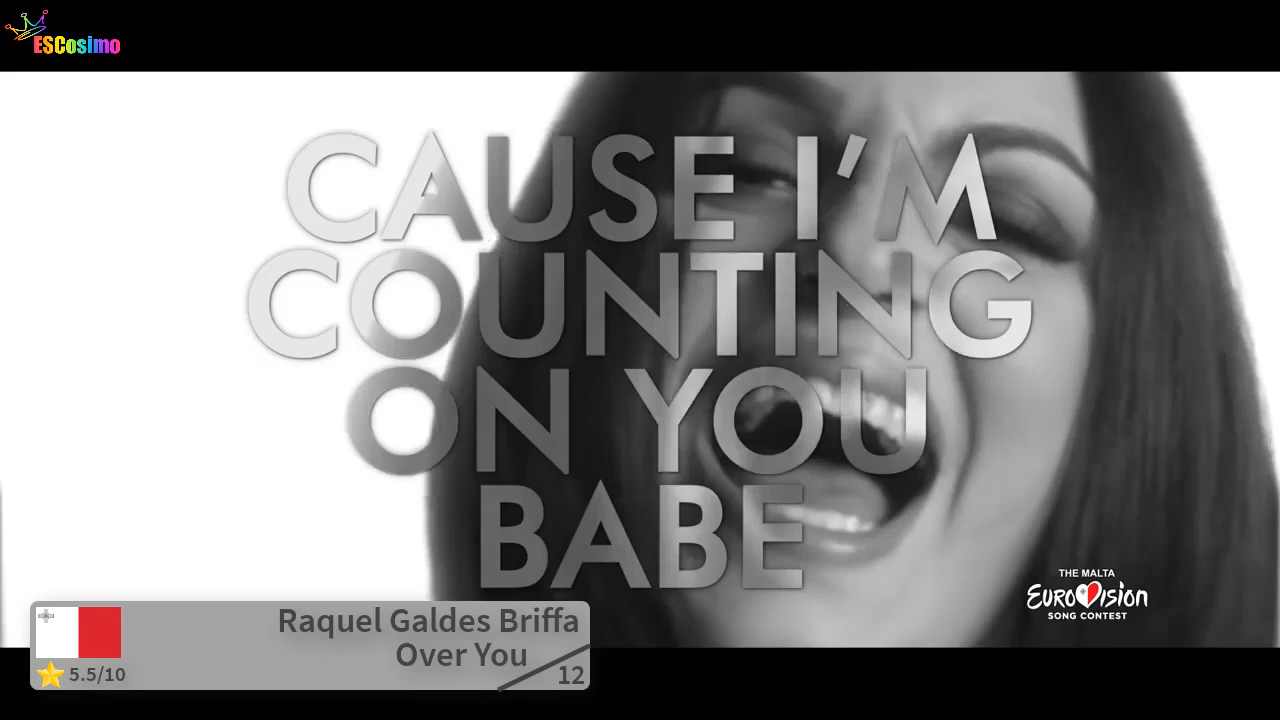 ESCosimo
CAUSE I'M
COUNTING
ON YOU
BABE
THE MALTA
EUROVISION
SONG CONTEST
Raquel Galdes Briffa
Over You
5.5/10
12